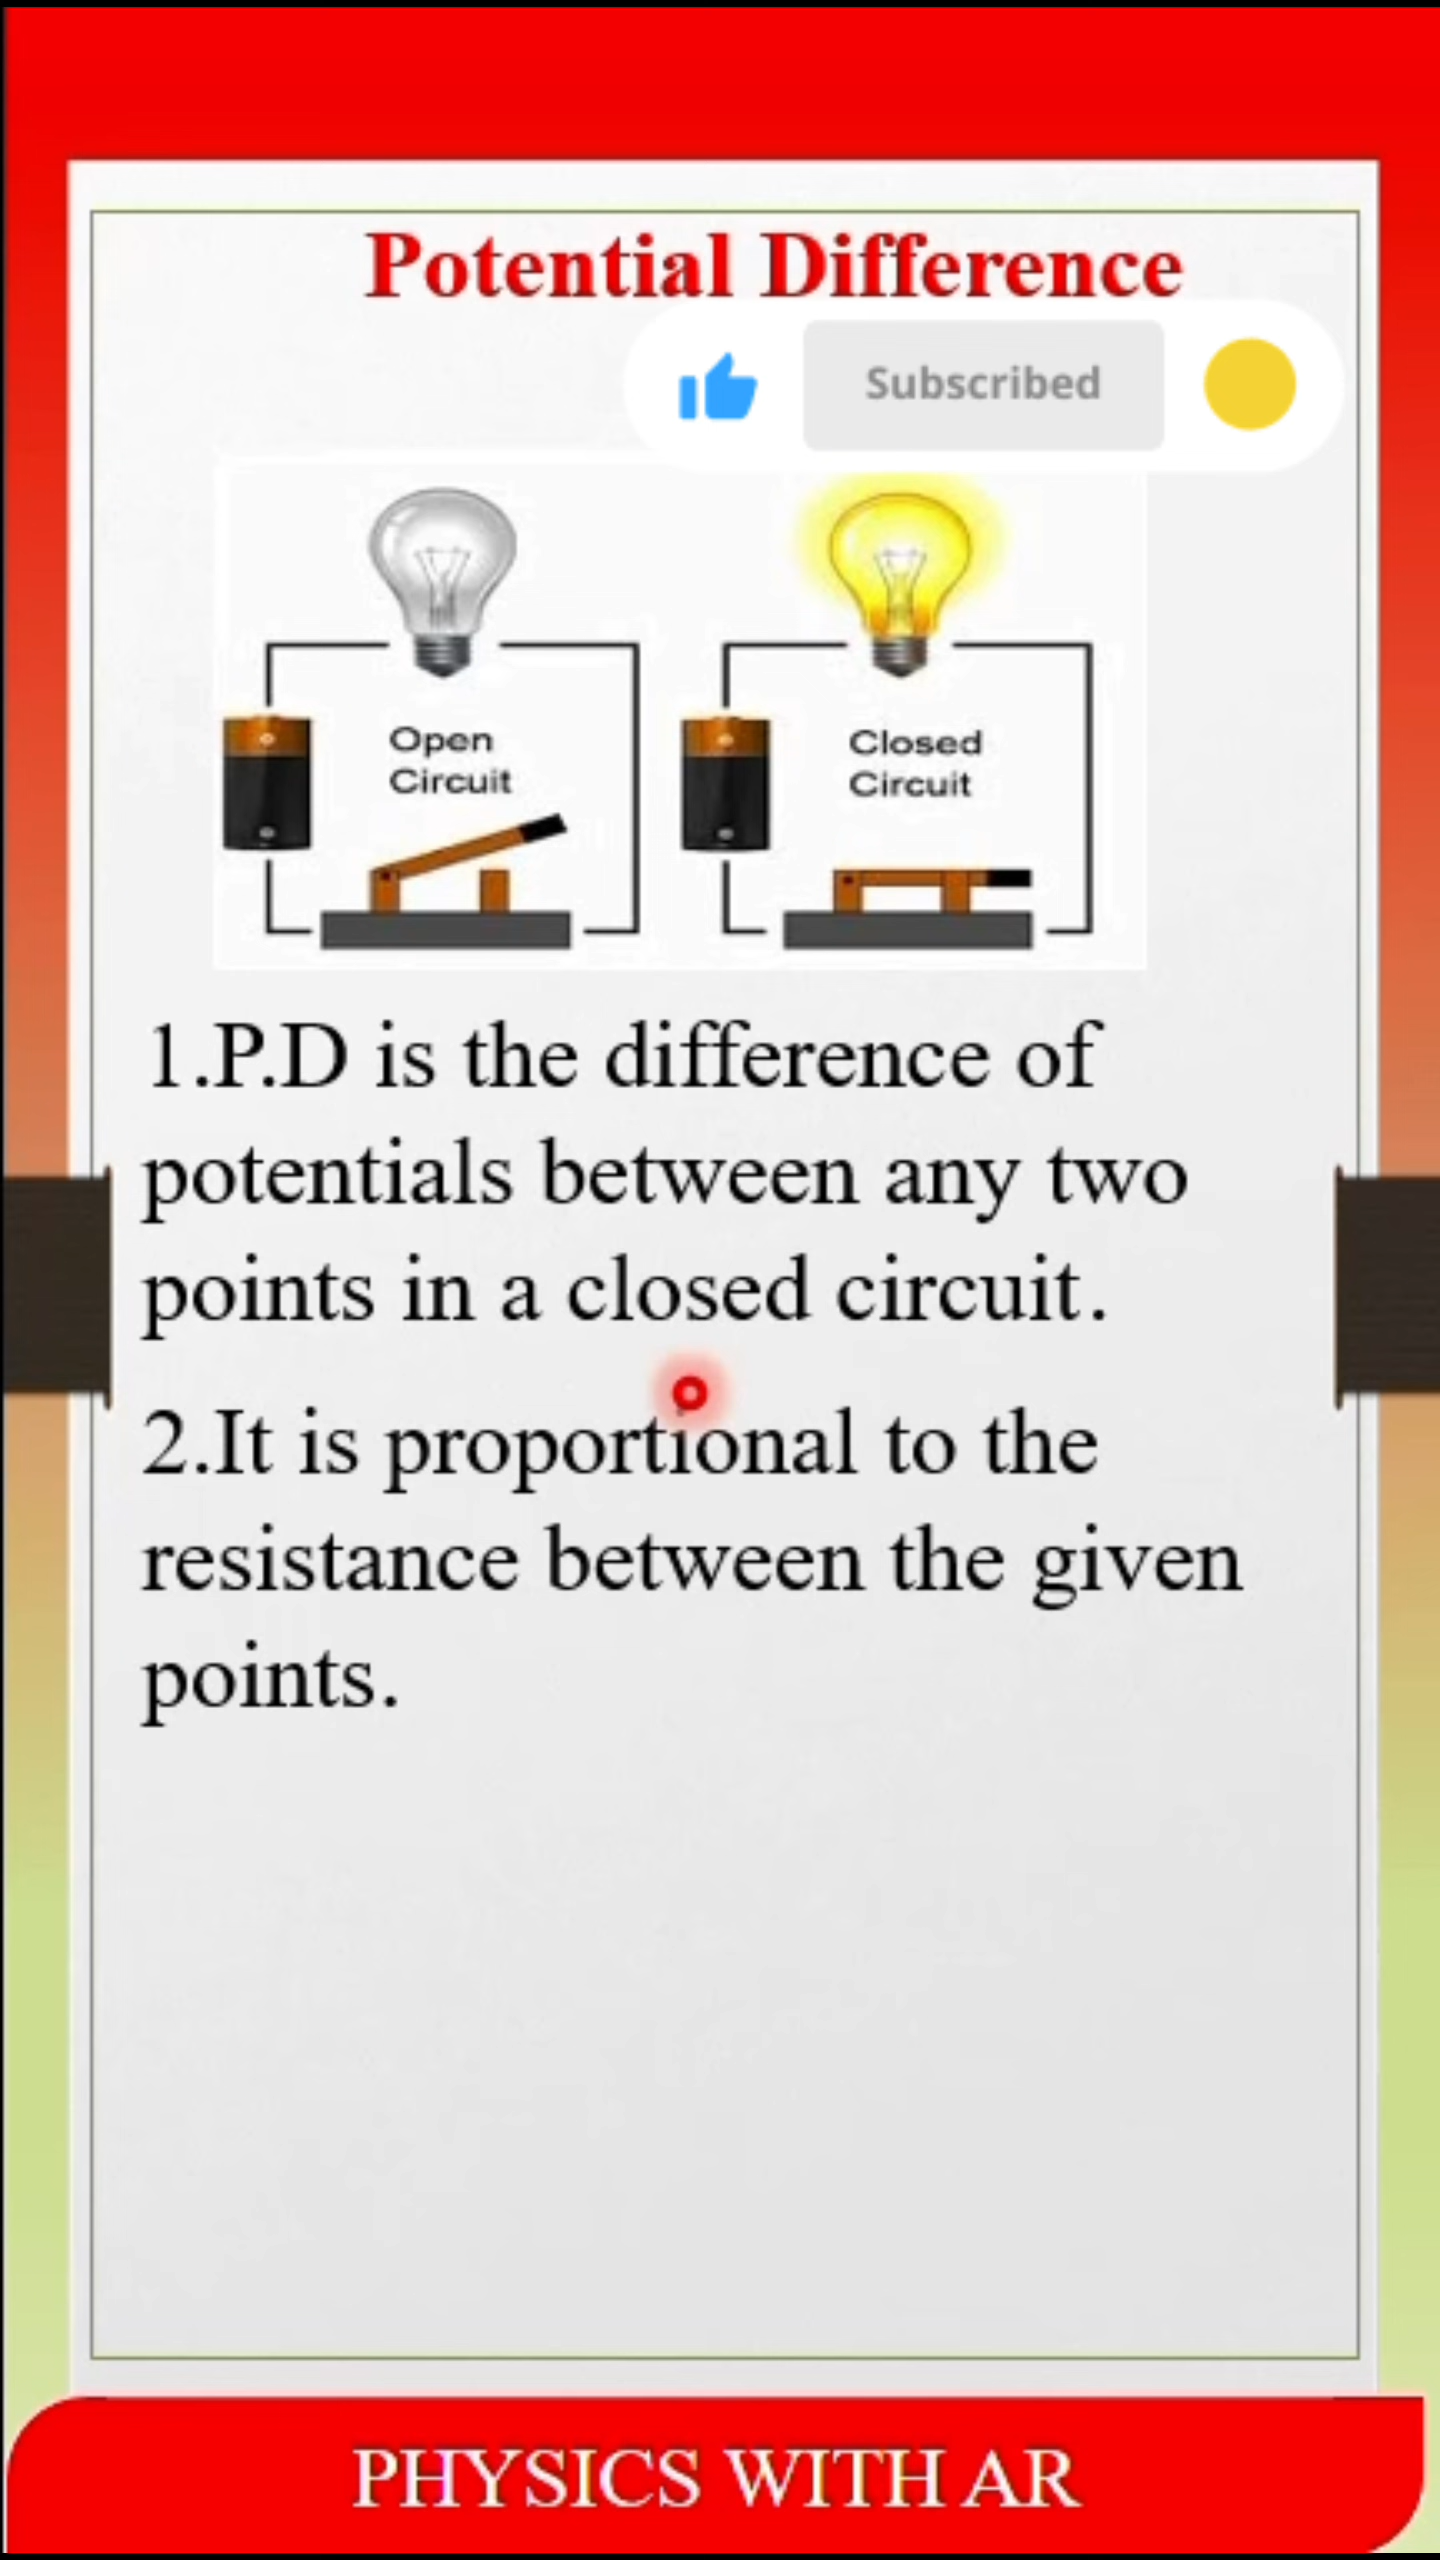 Potential Difference
Subscribed
Open
Circuit
Closed
Circuit
1.P.D is the difference of
potentials between any two
points in a closed circuit.
2.It is proportional to the
resistance between the given
points.
PHYSICS WITH AR